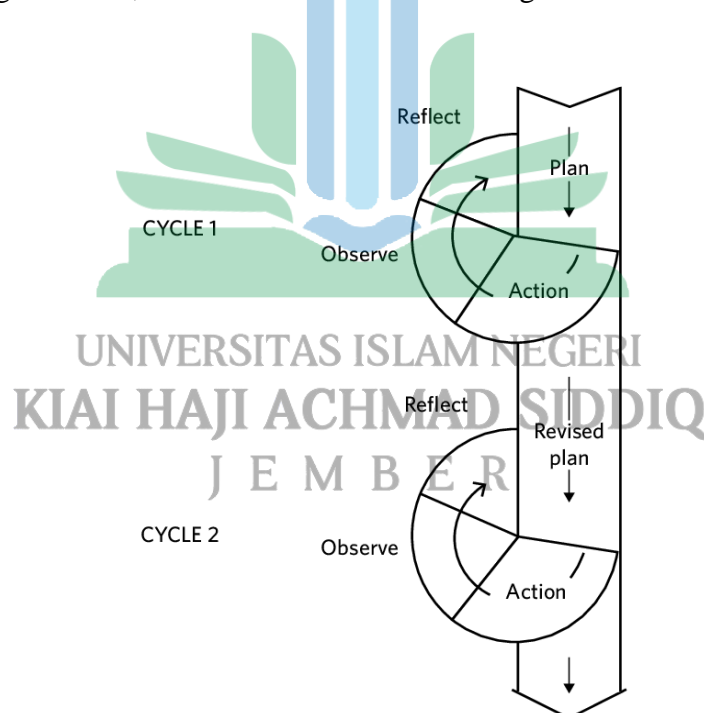 Reflect
Plan
CYCLE 1
Observe
Action
UNIVERSITAS ISLAM NEGERI
KIAI HAJI ACHMAD SIDDIQ
Reflect
Revised
plan
J E M B E R
CYCLE 2
Observe
Action